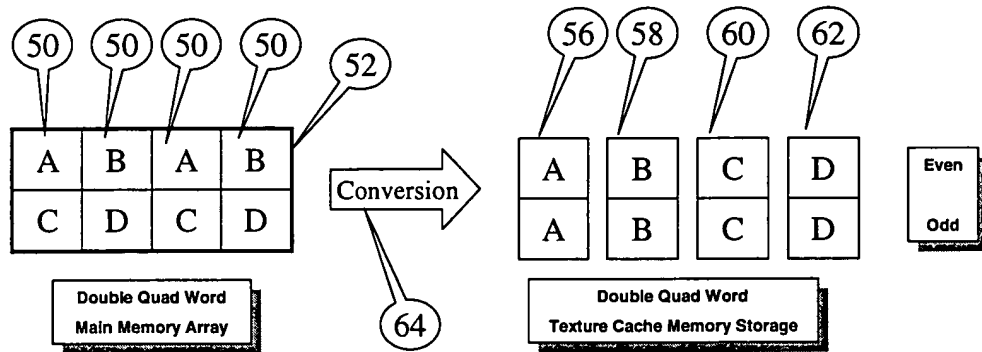 50 50 50 50 52 56 58 60 62
A B A B A B C D Even
Conversion
C D C D A B C D Odd
Double Quad Word
Main Memory Array
64
Double Quad Word
Texture Cache Memory Storage